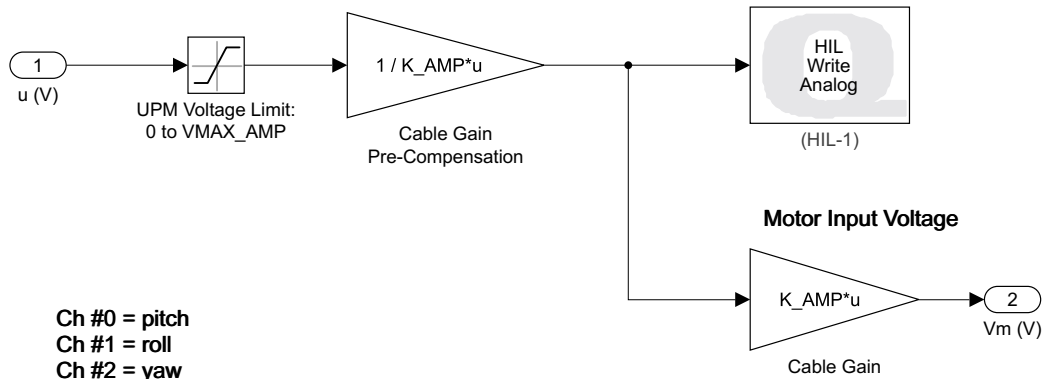 1
u (V)
UPM Voltage Limit:
0 to VMAX_AMP
1 / K_AMP*u
Cable Gain
Pre-Compensation
HIL
Write
Analog
(HIL-1)
Motor Input Voltage
K_AMP*u
Cable Gain
2
Vm (V)
Ch #0 = pitch
Ch #1 = roll
Ch #2 = yaw